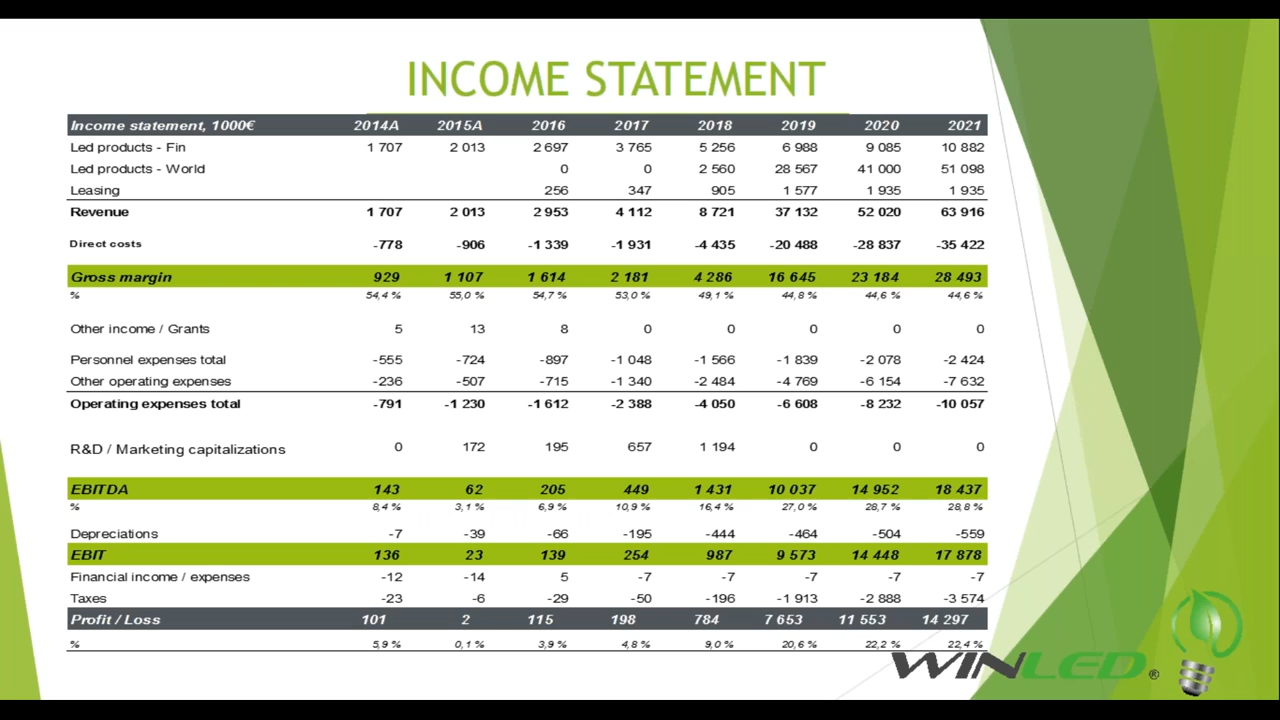 INCOME STATEMENT
Income statement, 1000€ 2014A 2015A 2016 2017 2018 2019 2020 2021
Led products - Fin 1 707 2 013 2 697 3 765 5 256 6 988 9 085 10 882
Led products - World 0 0 2 560 28 567 41 000 51 098
Leasing 256 347 905 1 577 1 935 1 935
Revenue 1 707 2 013 2 953 4 112 8 721 37 132 52 020 63 916
Direct costs -778 -906 -1 339 -1 931 -4 435 -20 488 -28 837 -35 422
Gross margin 929 1 107 1 614 2 181 4 286 16 645 23 184 28 493
% 54,4 % 55,0 % 54,7 % 53,0 % 49,1 % 44,8 % 44,6 % 44,6 %
Other income / Grants 5 13 8 0 0 0 0 0
Personnel expenses total -555 -724 -897 -1 048 -1 566 -1 839 -2 078 -2 424
Other operating expenses -236 -507 -715 -1 340 -2 484 -4 769 -6 154 -7 632
Operating expenses total -791 -1 230 -1 612 -2 388 -4 050 -6 608 -8 232 -10 057
R&D / Marketing capitalizations 0 172 195 657 1 194 0 0 0
EBITDA 143 62 205 449 1 431 10 037 14 952 18 437
% 8,4 % 3,1 % 6,9 % 10,9 % 16,4 % 27,0 % 28,7 % 28,8 %
Depreciations -7 -39 -66 -195 -444 -464 -504 -559
EBIT 136 23 139 254 987 9 573 14 448 17 878
Financial income / expenses -12 -14 5 -7 -7 -7 -7 -7
Taxes -23 -6 -29 -50 -196 -1 913 -2 888 -3 574
Profit / Loss 101 2 115 198 784 7 653 11 553 14 297
% 5,9 % 0,1 % 3,9 % 4,8 % 9,0 % 20,6 % 22,2 % 22,4 %
WINLED®